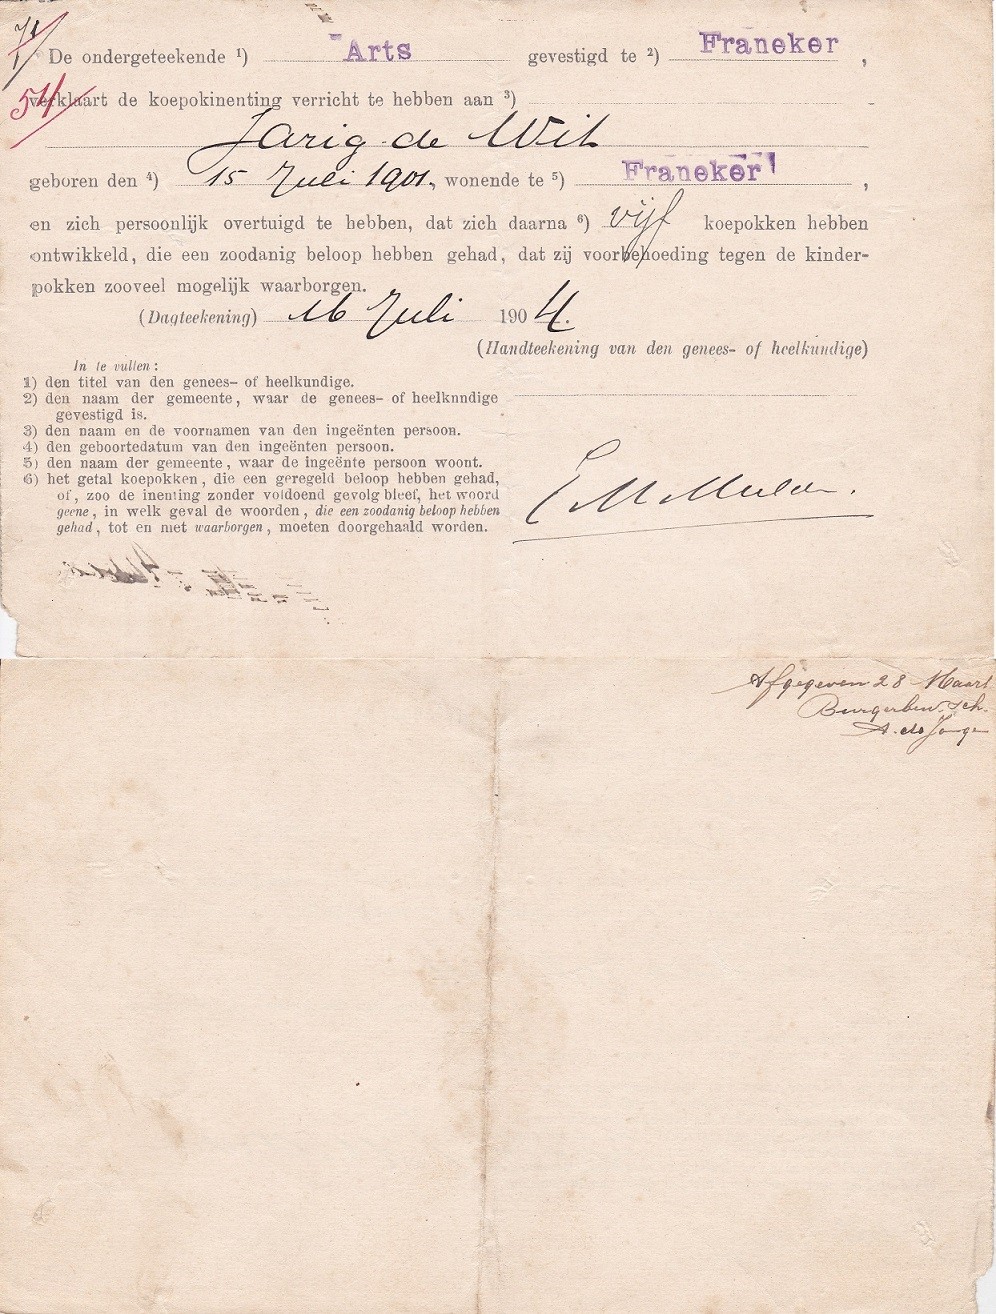 71
De ondergeteekende ¹) Arts gevestigd te ²) Franeker ,
54
verklaart de koepokinenting verricht te hebben aan ³)
Jarig de Wit
geboren den ⁴) 15 Juli 1901, wonende te ⁵) Franeker ,
en zich persoonlijk overtuigd te hebben, dat zich daarna ⁶) vijf koepokken hebben
ontwikkeld, die een zoodanig beloop hebben gehad, dat zij voorbehoeding tegen de kinder-
pokken zooveel mogelijk waarborgen.
(Dagteekening) 16 Juli 1904.
(Handteekening van den genees- of heelkundige)
In te vullen :
1) den titel van den genees- of heelkundige.
2) den naam der gemeente, waar de genees- of heelkundige
gevestigd is.
3) den naam en de voornamen van den ingeënten persoon.
4) den geboortedatum van den ingeënten persoon.
5) den naam der gemeente, waar de ingeënte persoon woont.
6) het getal koepokken, die een geregeld beloop hebben gehad,
of, zoo de inenting zonder voldoend gevolg bleef, het woord
geene, in welk geval de woorden, die een zoodanig beloop hebben
gehad, tot en met waarborgen, moeten doorgehaald worden.
Mulder.
Afgegeven 28 Maart
Burgerbew. sch.
A. de Jonge